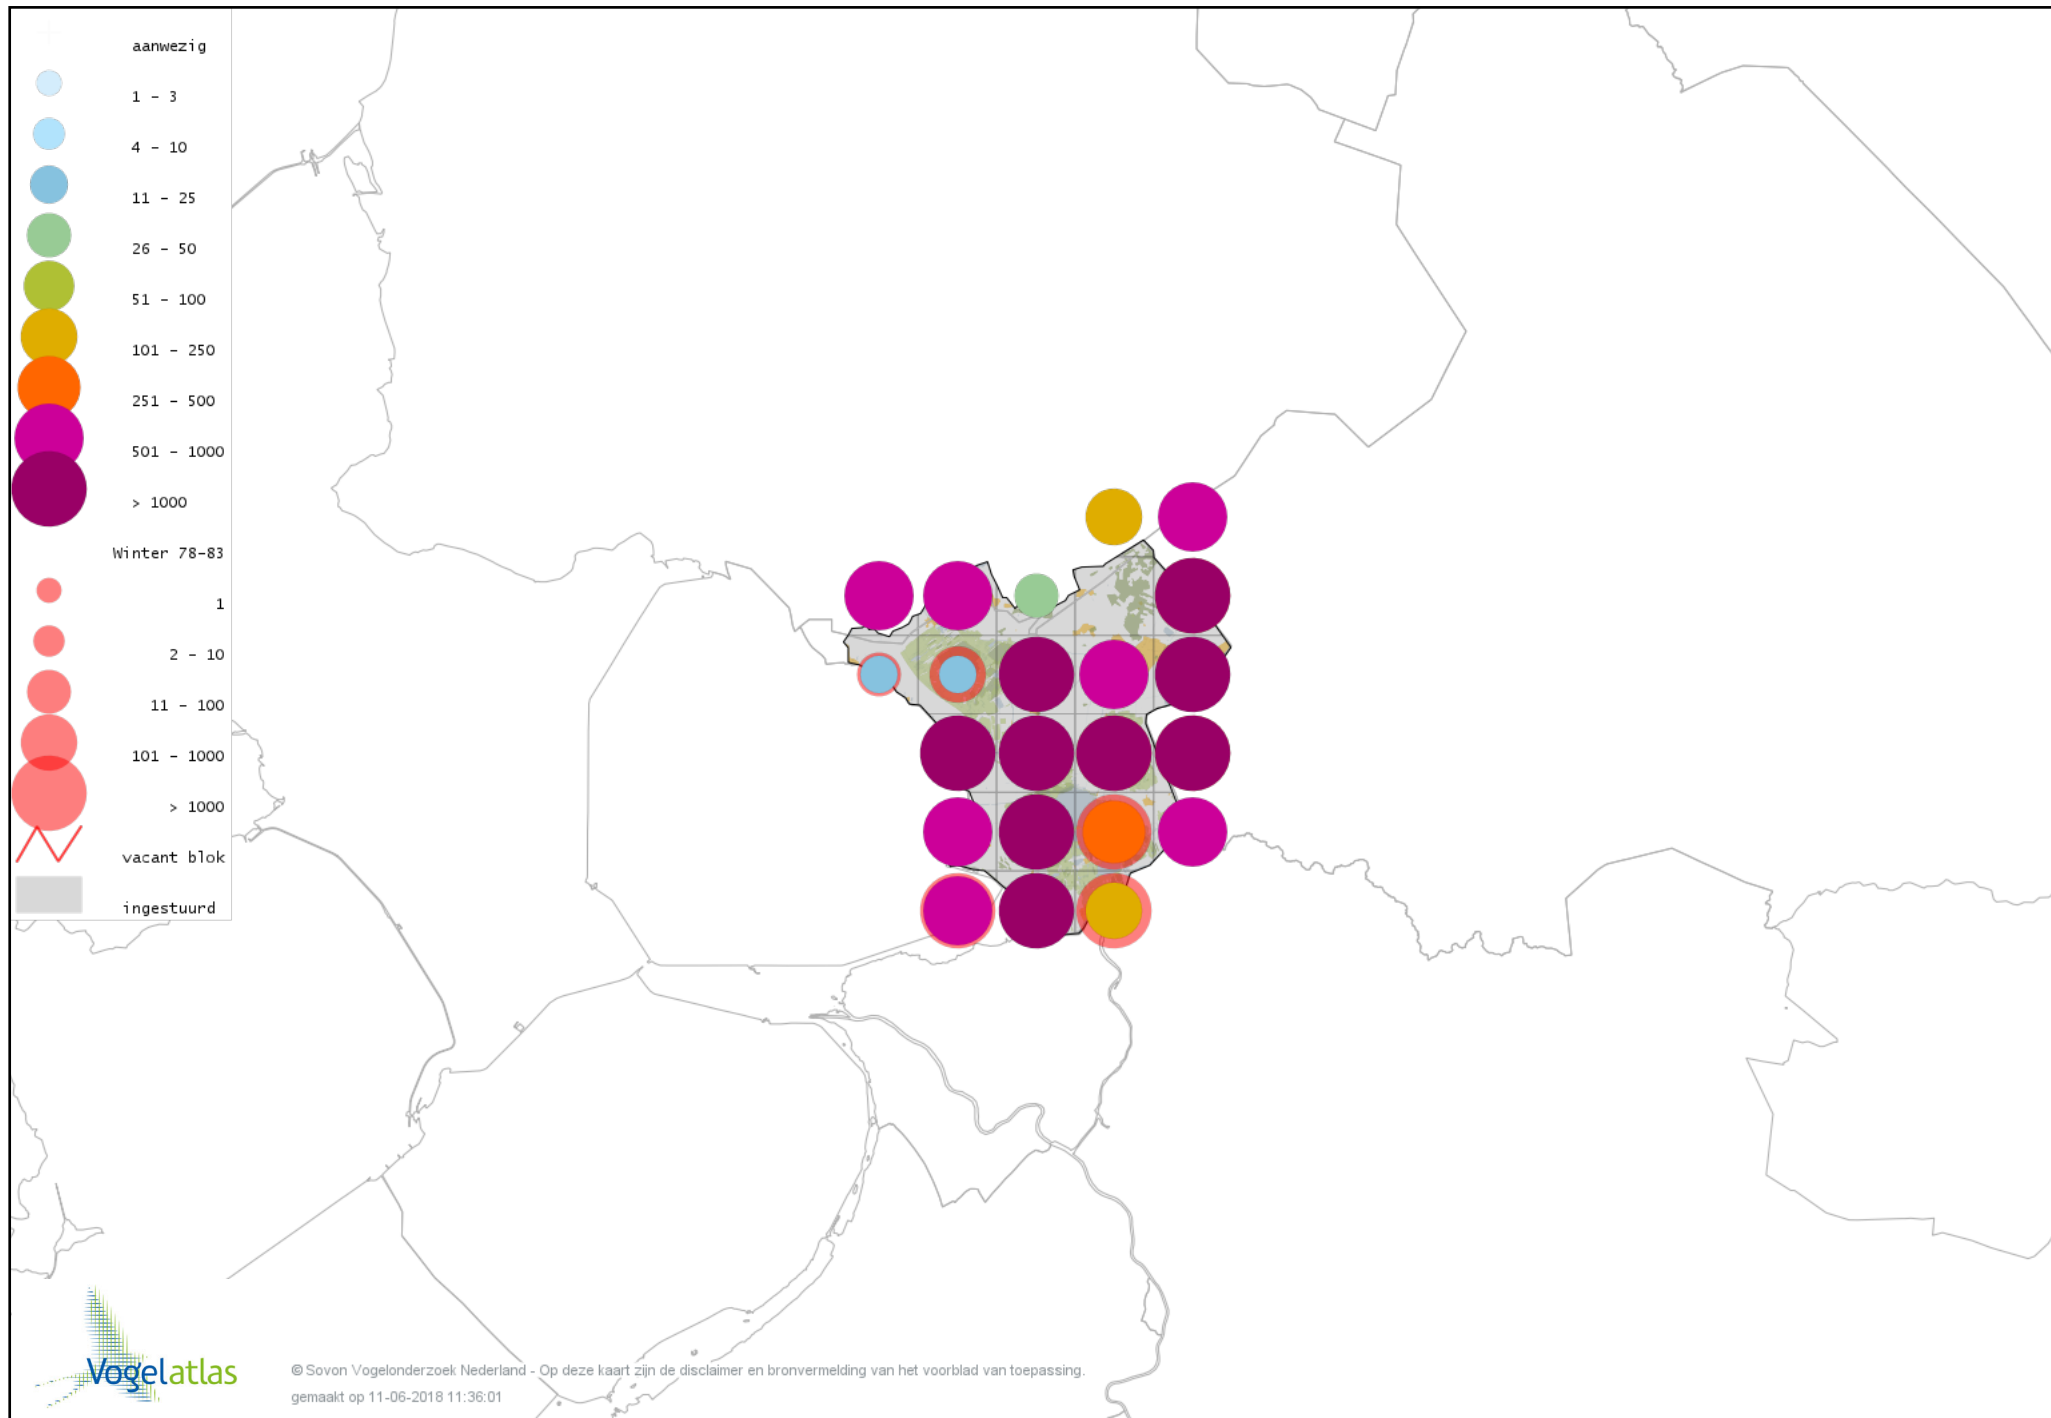 aanwezig
1 - 3
4 - 10
11 - 25
26 - 50
51 - 100
101 - 250
251 - 500
501 - 1000
> 1000
Winter 78-83
1
2 - 10
11 - 100
101 - 1000
> 1000
vacant blok
ingestuurd
Vogelatlas
© Sovon Vogelonderzoek Nederland - Op deze kaart zijn de disclaimer en bronvermelding van het voorblad van toepassing.
gemaakt op 11-06-2018 11:36:01